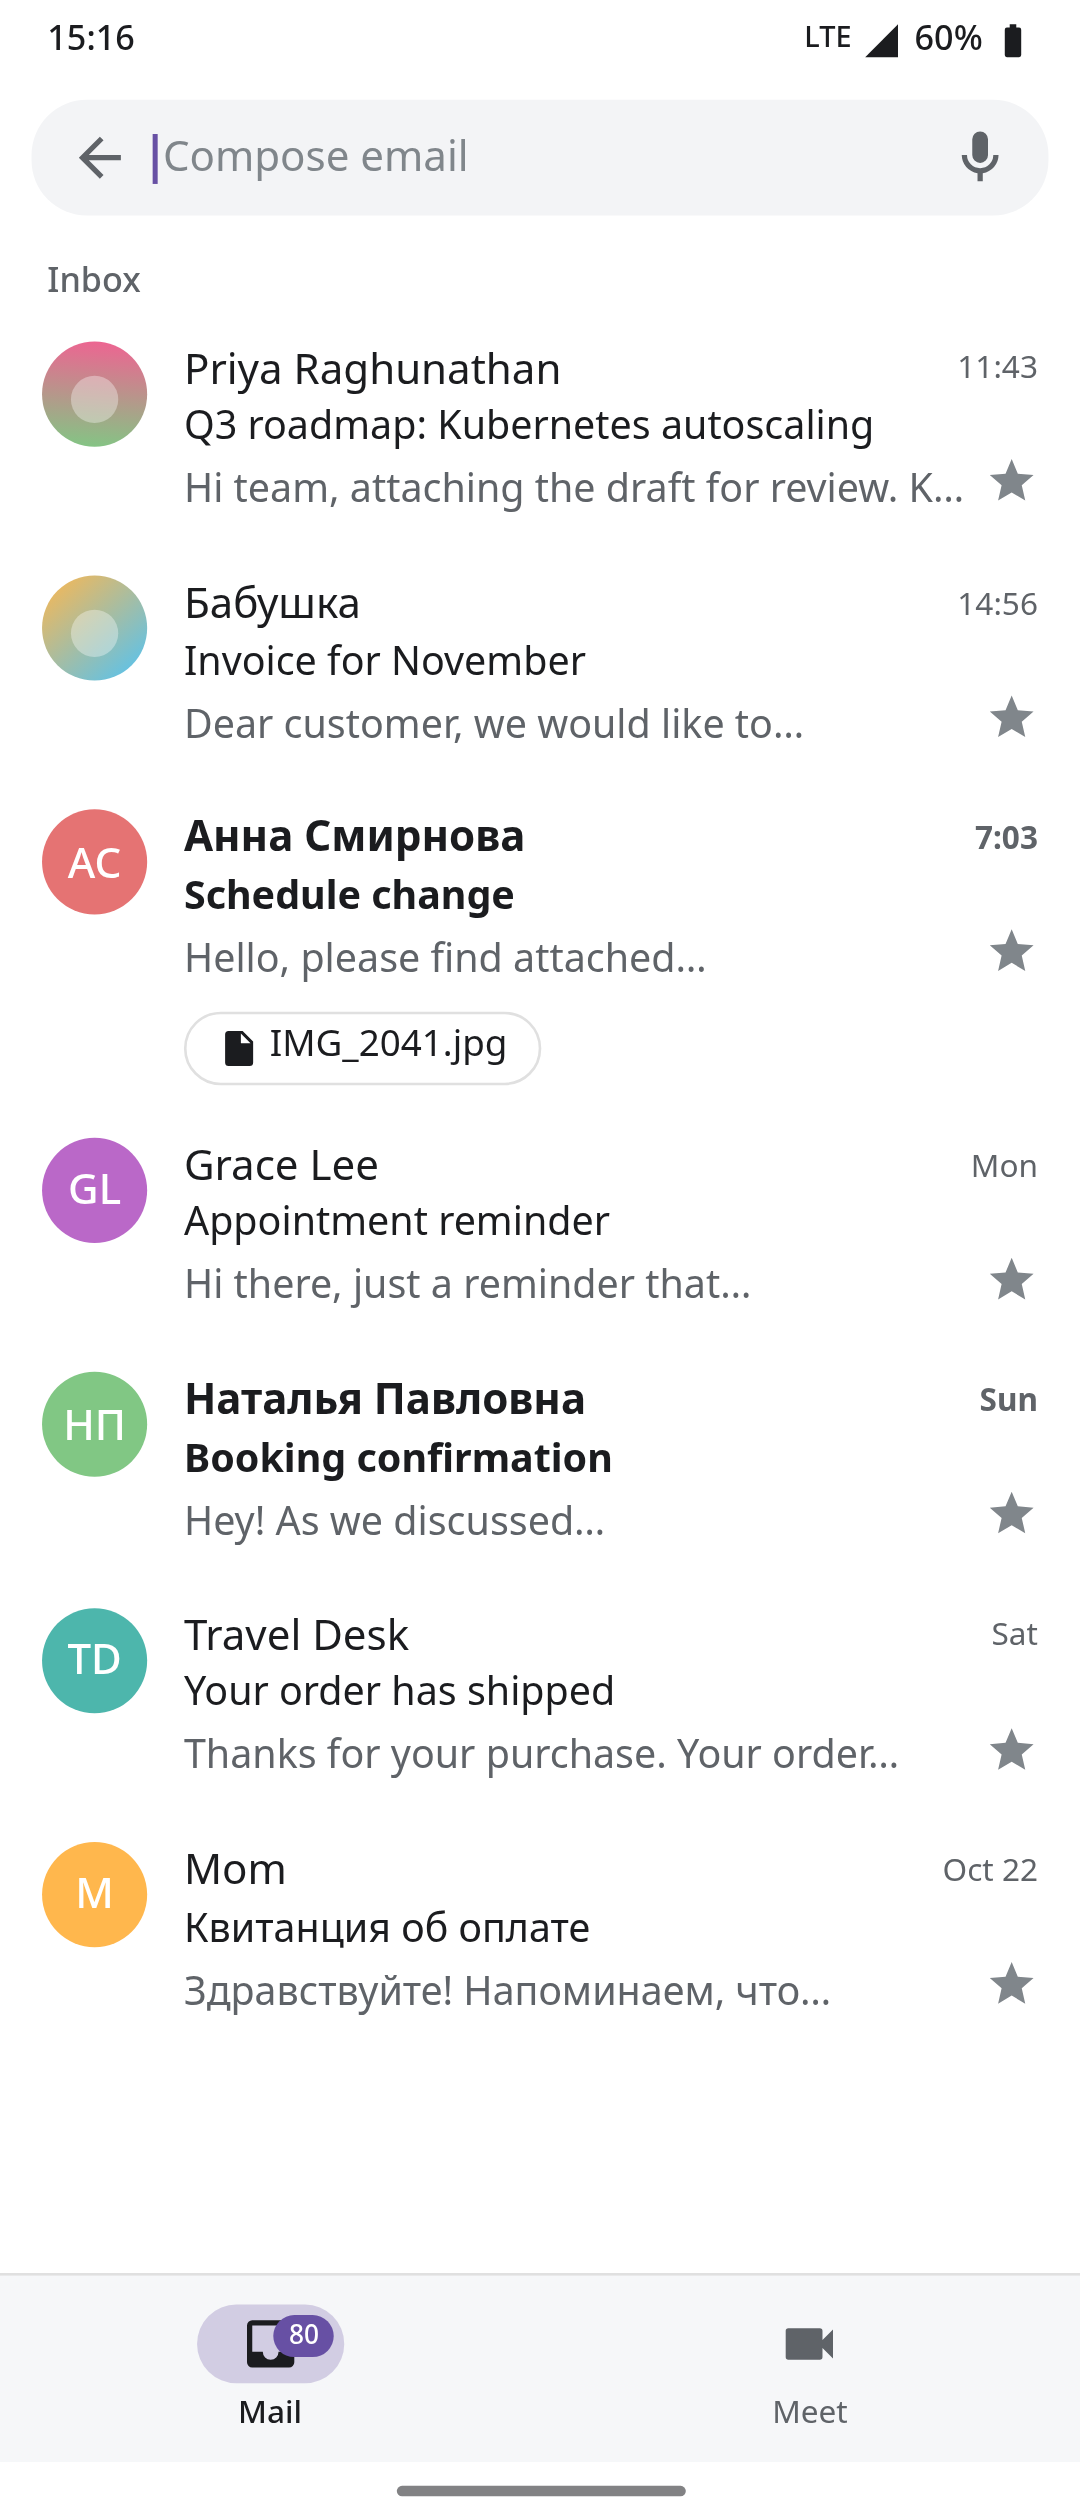 15:16 LTE 60%
Compose email
Inbox
Priya Raghunathan 11:43
Q3 roadmap: Kubernetes autoscaling
Hi team, attaching the draft for review. K...
Бабушка 14:56
Invoice for November
Dear customer, we would like to...
АС Анна Смирнова 7:03
Schedule change
Hello, please find attached...
IMG_2041.jpg
GL Grace Lee Mon
Appointment reminder
Hi there, just a reminder that...
НП Наталья Павловна Sun
Booking confirmation
Hey! As we discussed...
TD Travel Desk Sat
Your order has shipped
Thanks for your purchase. Your order...
M Mom Oct 22
Квитанция об оплате
Здравствуйте! Напоминаем, что...
80
Mail Meet